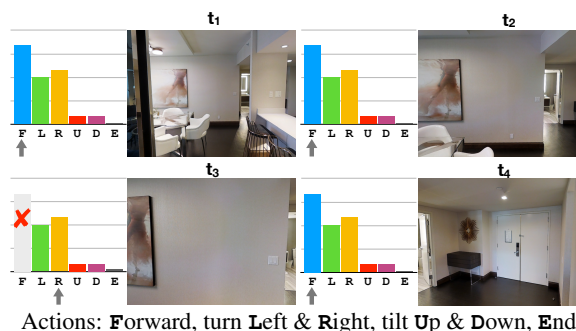 t1 t2
F L R U D E F L R U D E
t3 t4
✘
F L R U D E F L R U D E
Actions: Forward, turn Left & Right, tilt Up & Down, End